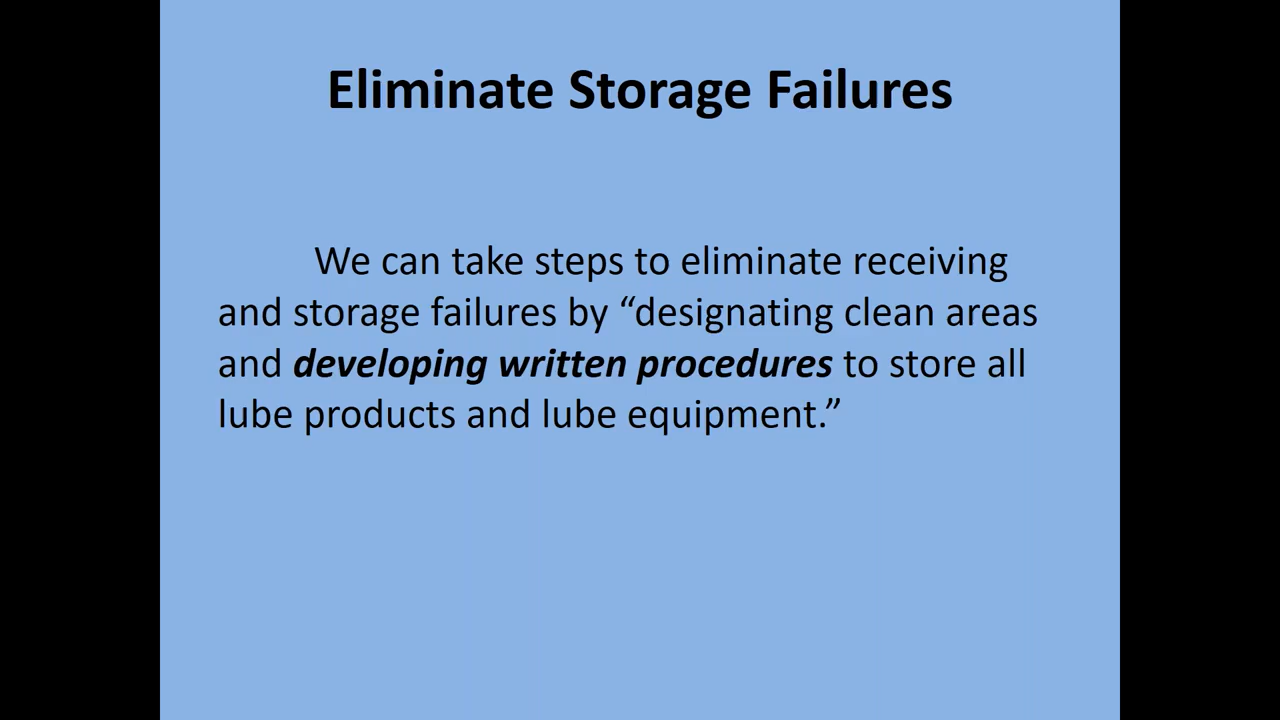 Eliminate Storage Failures
We can take steps to eliminate receiving
and storage failures by “designating clean areas
and developing written procedures to store all
lube products and lube equipment.”